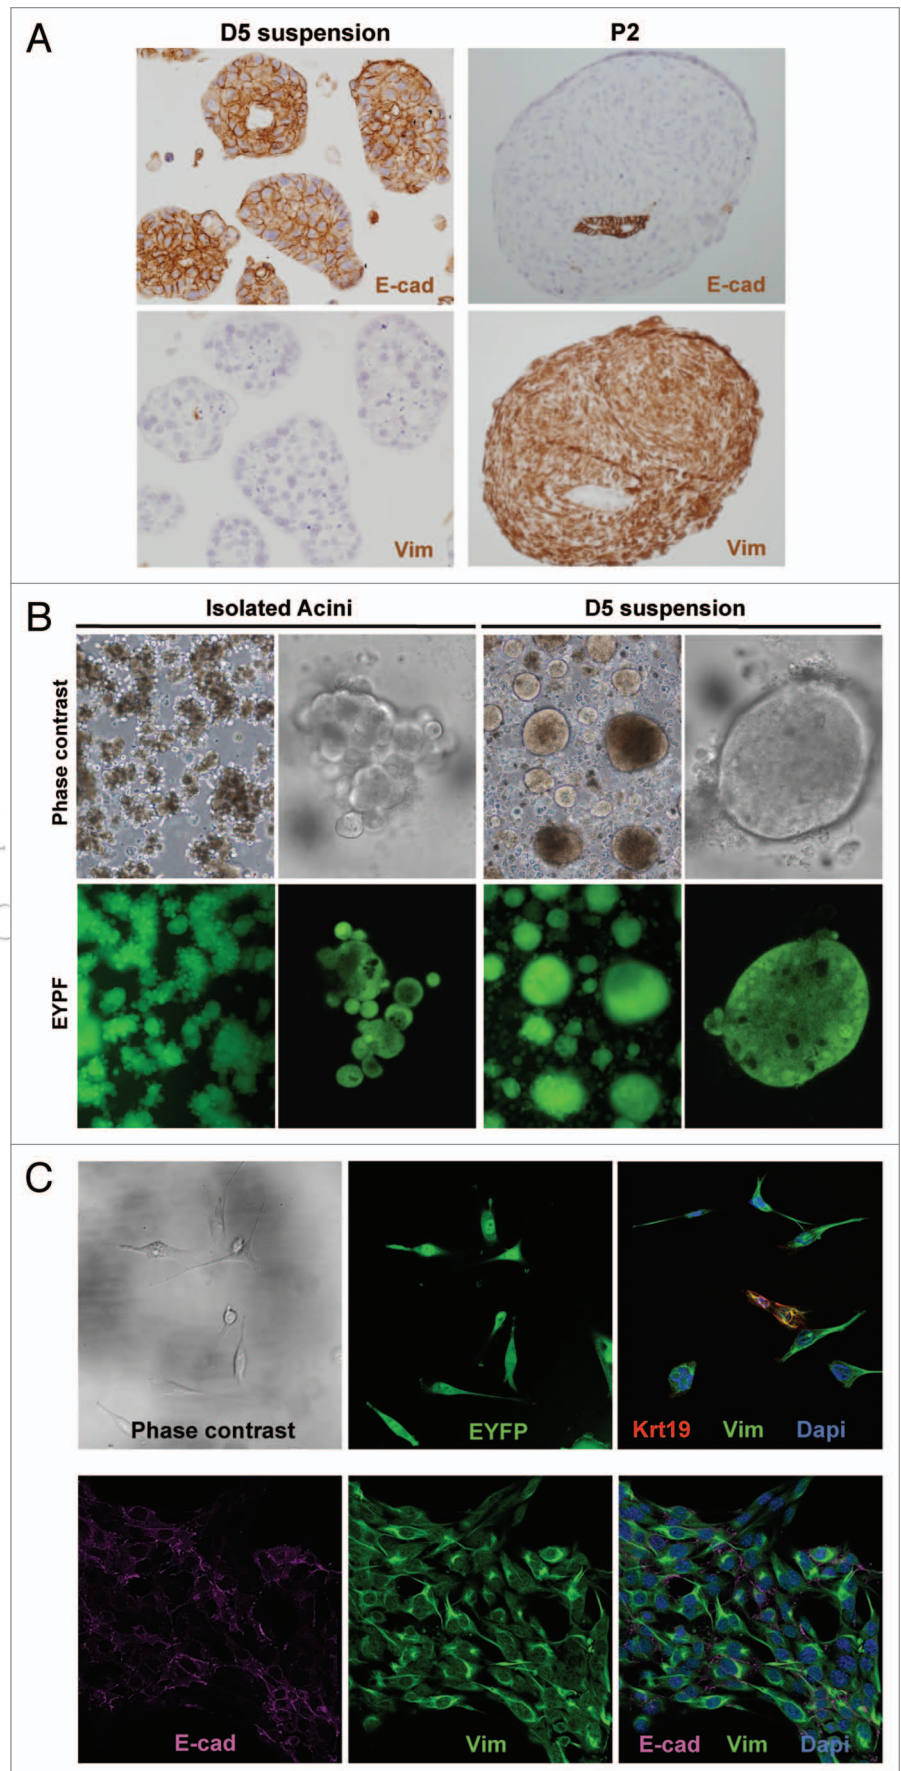 A
D5 suspension
P2
E-cad
E-cad
Vim
Vim
B
Isolated Acini
D5 suspension
Phase contrast
EYPF
C
Phase contrast
EYFP
Krt19 Vim Dapi
E-cad
Vim
E-cad Vim Dapi